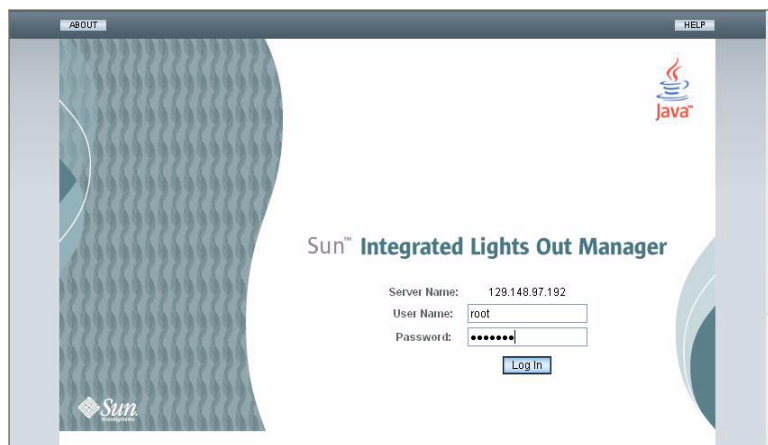 ABOUT
HELP
Java™
Sun™ Integrated Lights Out Manager
Server Name: 129.148.97.192
User Name: root
Password: •••••••
Log In
Sun
microsystems